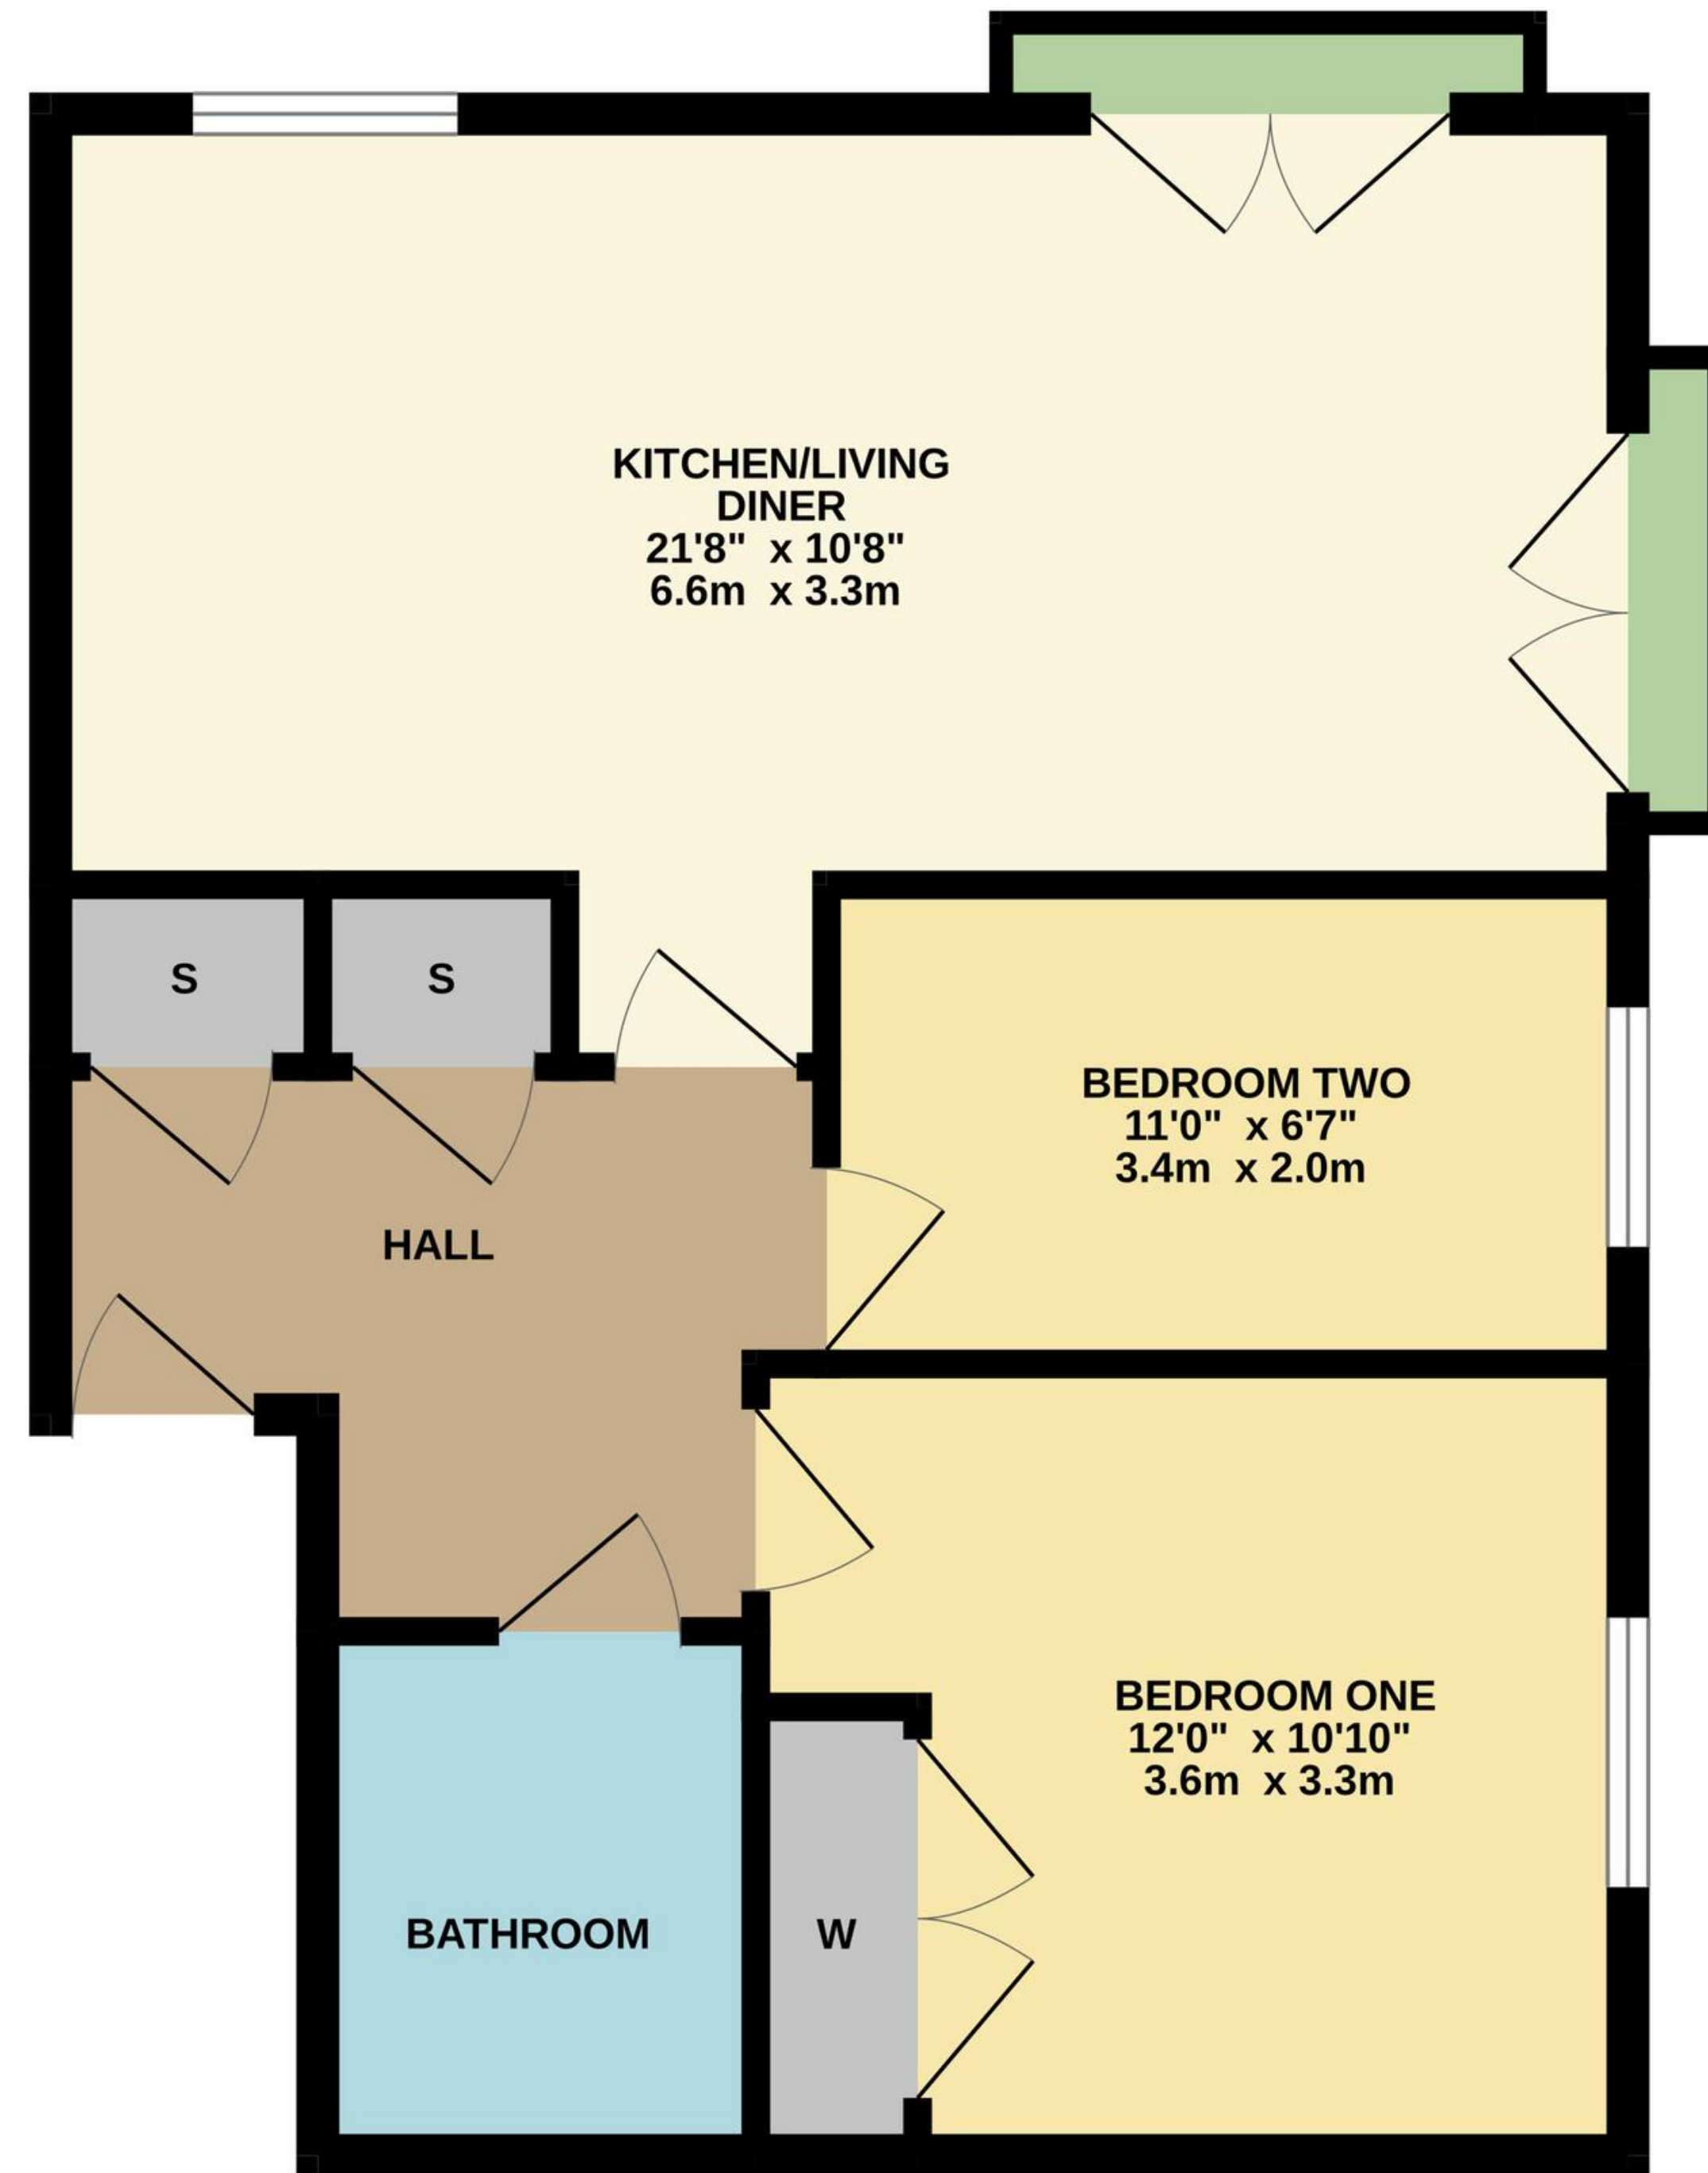 KITCHEN/LIVING
DINER
21'8" x 10'8"
6.6m x 3.3m
S
S
BEDROOM TWO
11'0" x 6'7"
3.4m x 2.0m
HALL
BEDROOM ONE
12'0" x 10'10"
3.6m x 3.3m
BATHROOM
W